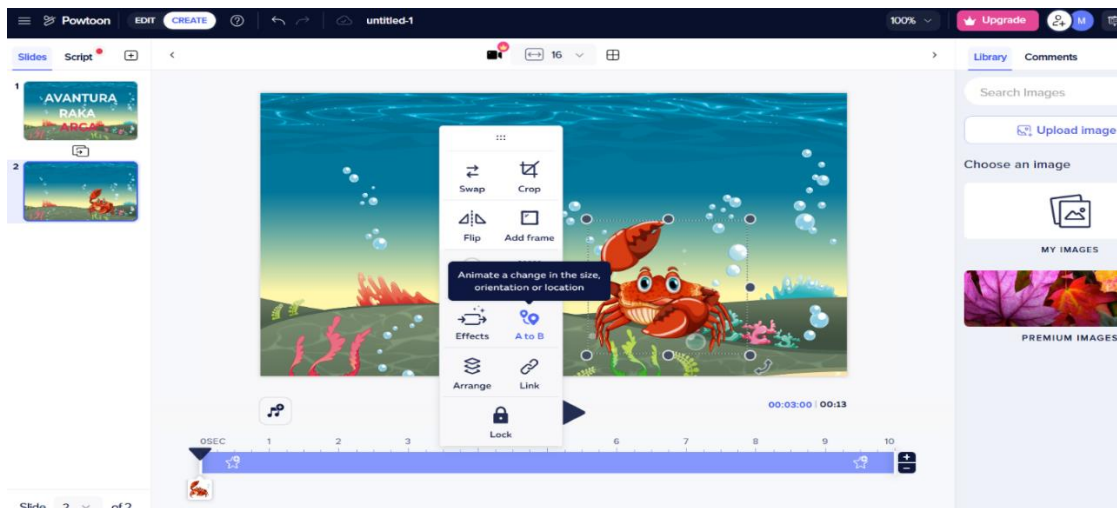 Powtoon EDIT CREATE untitled-1 100% Upgrade M
Slides Script 16 Library Comments
1
AVANTURA
RAKA
ARCA
2
Search Images
Upload image
Choose an image
MY IMAGES
PREMIUM IMAGES
Swap Crop
Flip Add frame
Animate a change in the size,
orientation or location
Effects A to B
Arrange Link
Lock
00:03:00 00:13
0SEC 1 2 3 6 7 8 9 10
Slide 2 of 2